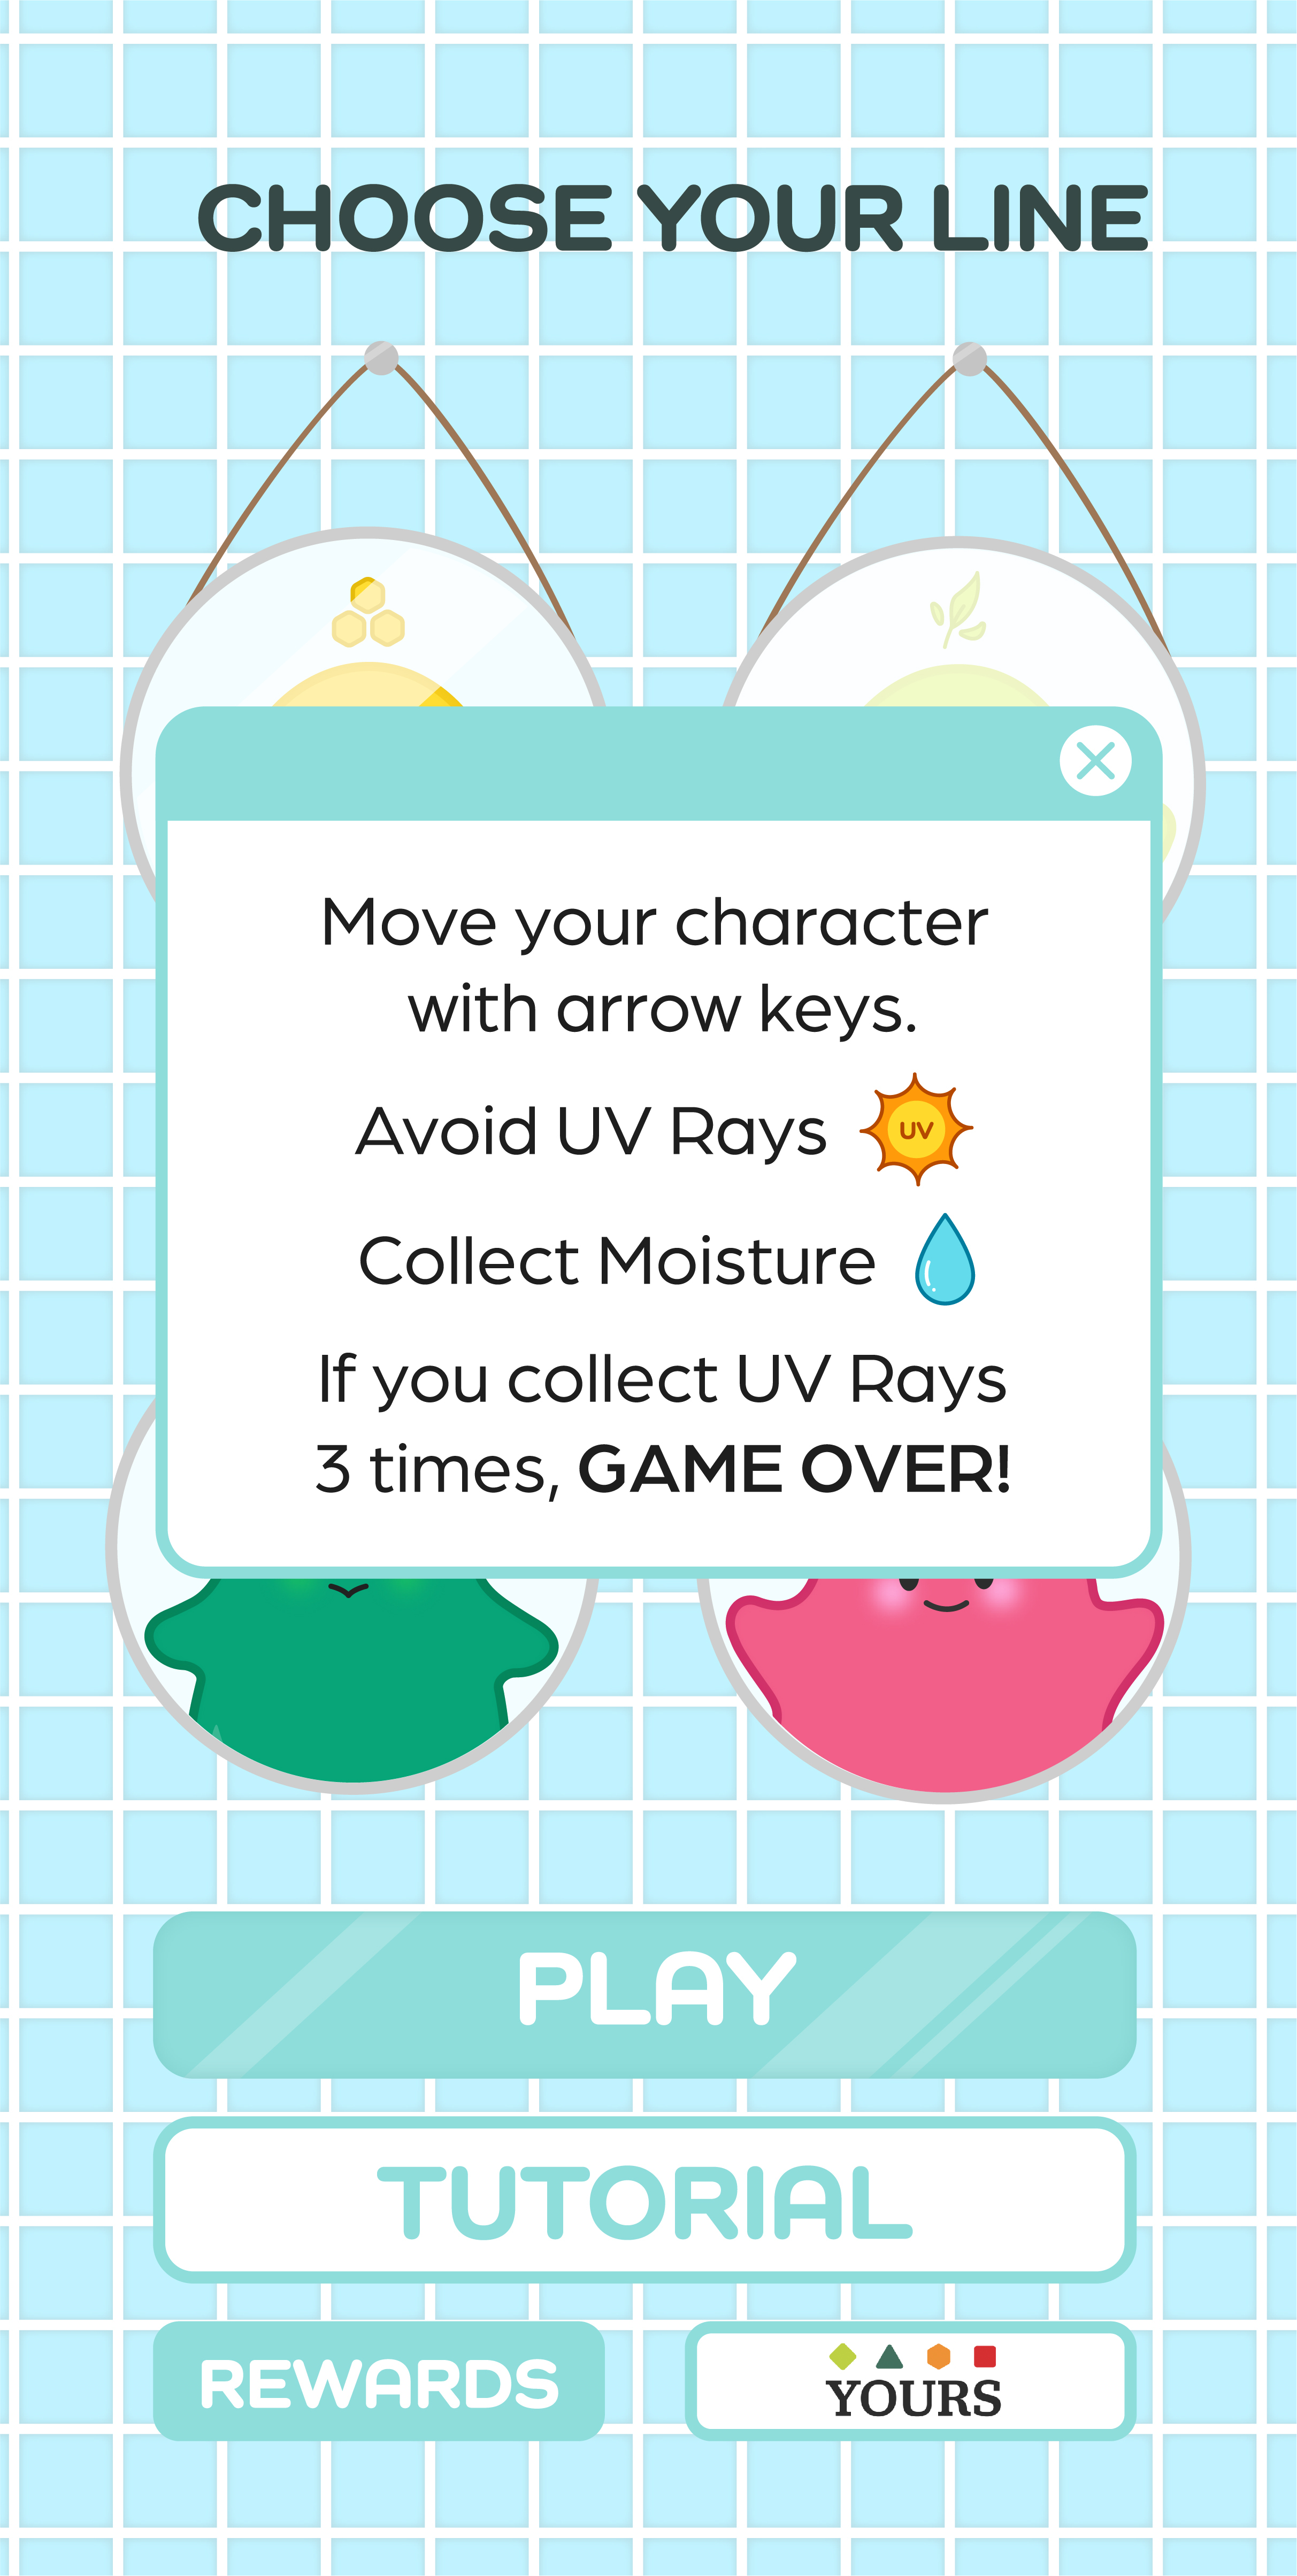 CHOOSE YOUR LINE
Move your character
with arrow keys.
Avoid UV Rays UV
Collect Moisture
If you collect UV Rays
3 times, GAME OVER!
PLAY
TUTORIAL
REWARDS
YOURS